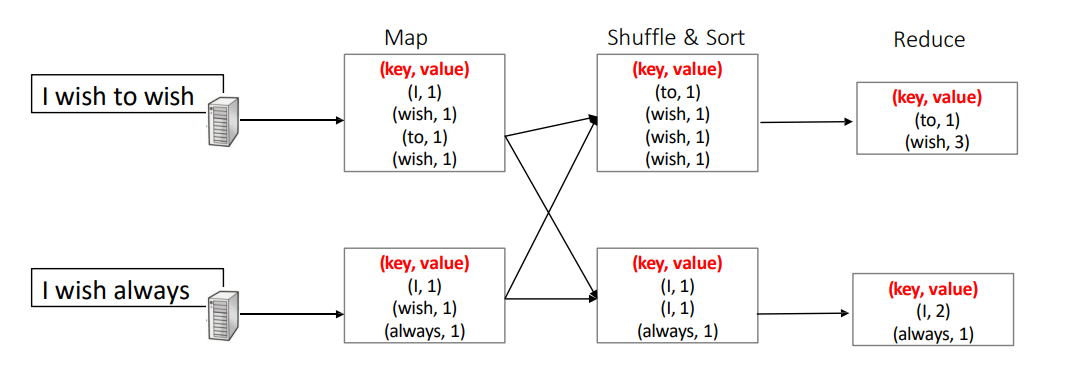 Map
Shuffle & Sort
Reduce
I wish to wish
(key, value)
(I, 1)
(wish, 1)
(to, 1)
(wish, 1)
(key, value)
(to, 1)
(wish, 1)
(wish, 1)
(wish, 1)
(key, value)
(to, 1)
(wish, 3)
I wish always
(key, value)
(I, 1)
(wish, 1)
(always, 1)
(key, value)
(I, 1)
(I, 1)
(always, 1)
(key, value)
(I, 2)
(always, 1)